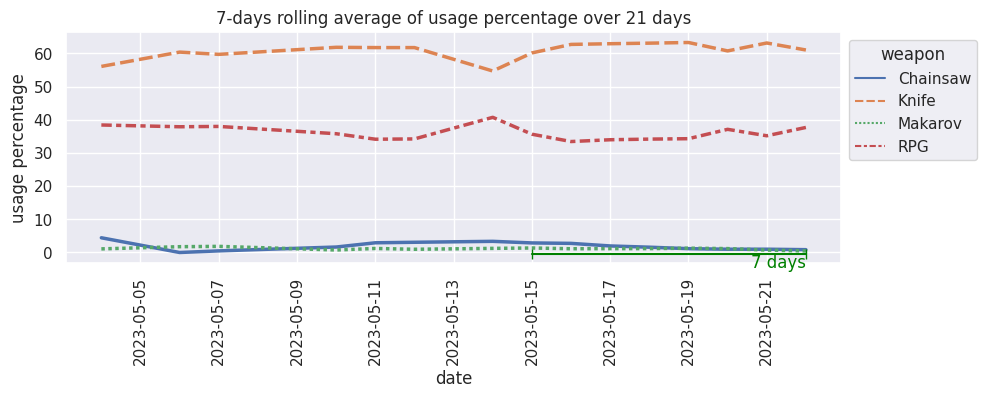 7-days rolling average of usage percentage over 21 days
usage percentage
60
50
40
30
20
10
0
weapon
Chainsaw
Knife
Makarov
RPG
7 days
2023-05-05
2023-05-07
2023-05-09
2023-05-11
2023-05-13
2023-05-15
2023-05-17
2023-05-19
2023-05-21
date